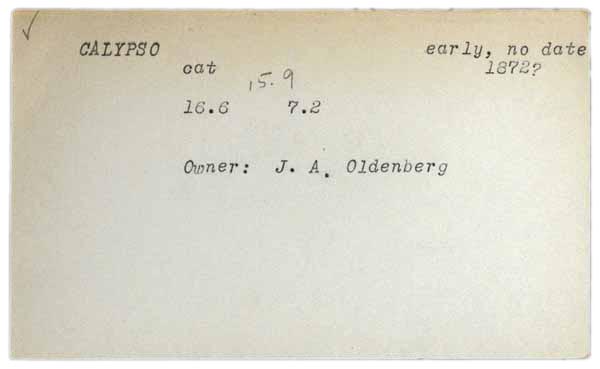 ✓
CALYPSO early, no date
cat 1872?
15.9
16.6 7.2
Owner: J. A. Oldenberg